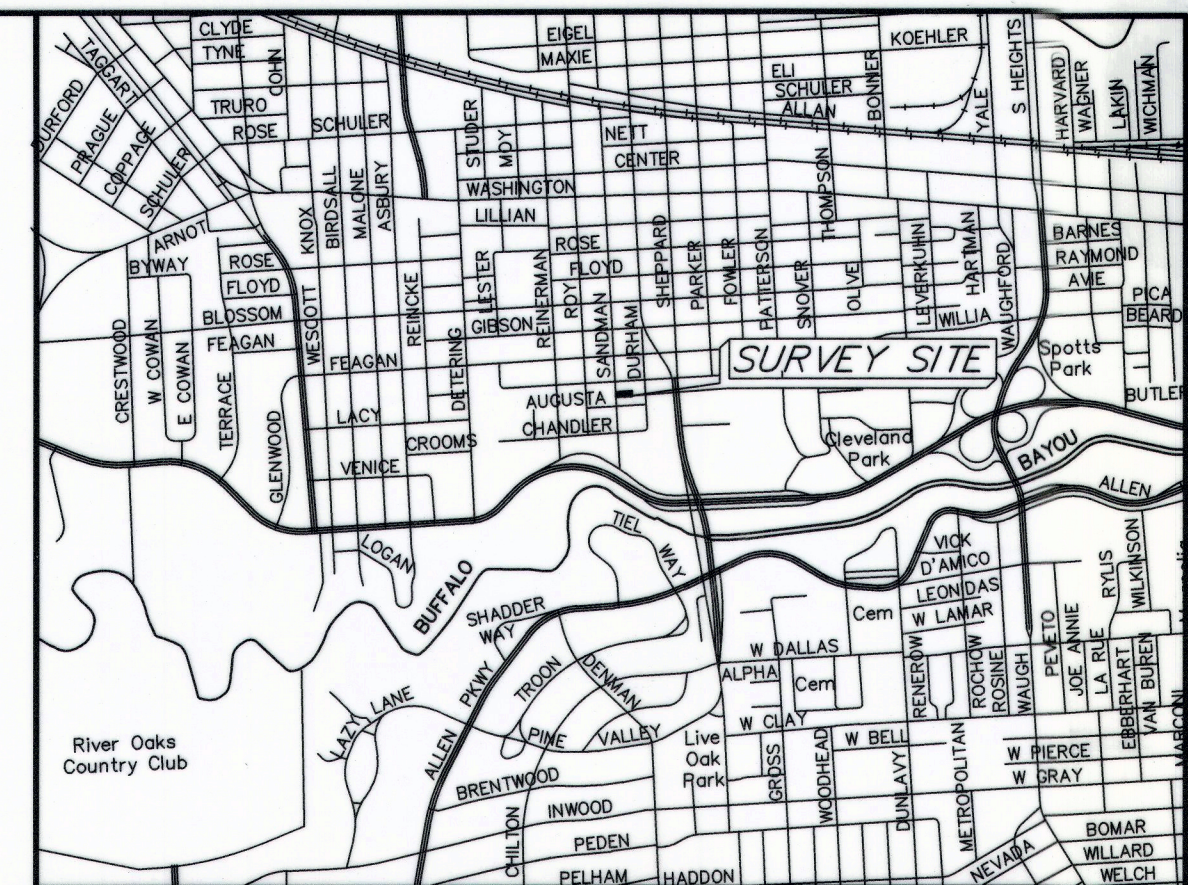 CLYDE
TYNE
JOHN
EIGEL
MAXIE
KOEHLER
S HEIGHTS
YALE
HARVARD
WAGNER
LAKIN
WICHMAN
TAGGART
PRAGUE
COPPAGE
SCHULER
TRURO
ROSE
SCHULER
STUDER
MOY
ELI
SCHULER
ALLAN
BONNER
NETT
CENTER
WASHINGTON
LILLIAN
THOMPSON
KNOX
BIRDSALL
MALONE
ASBURY
ARNOT
BYWAY
ROSE
FLOYD
BLOSSOM
FEAGAN
WESCOTT
REINCKE
DETERING
LESTER
GIBSON
REINERMAN
ROSE
FLOYD
ROY
SANDMAN
DURHAM
SHEPPARD
PARKER
FOWLER
PATTERSON
SNOVER
OLIVE
LEVERKUHN
HARTMAN
WAUGHFORD
WILLIA
BARNES
RAYMOND
AVIE
PICA
BEARD
CRESTWOOD
W COWAN
E COWAN
TERRACE
GLENWOOD
FEAGAN
LACY
CROOMS
VENICE
AUGUSTA
CHANDLER
SURVEY SITE
Spotts
Park
BUTLER
Cleveland
Park
BAYOU
ALLEN
LOGAN
BUFFALO
TIEL
WAY
SHADDER
WAY
VICK
D'AMICO
LEONIDAS
W LAMAR
Cem
W DALLAS
ALPHA
Cem
RENEROW
ROCHOW
ROSINE
WAUGH
PEVETO
JOE ANNIE
LA RUE
RYLIS
WILKINSON
EBBERHART
VAN BUREN
MARCONI
LAZY LANE
ALLEN PKWY
TROON
DENMAN
PINE VALLEY
W CLAY
W BELL
Live
Oak
Park
GROSS
WOODHEAD
DUNLAVY
METROPOLITAN
W PIERCE
W GRAY
River Oaks
Country Club
BRENTWOOD
INWOOD
CHILTON
PEDEN
PELHAM
HADDON
NEVADA
BOMAR
WILLARD
WELCH